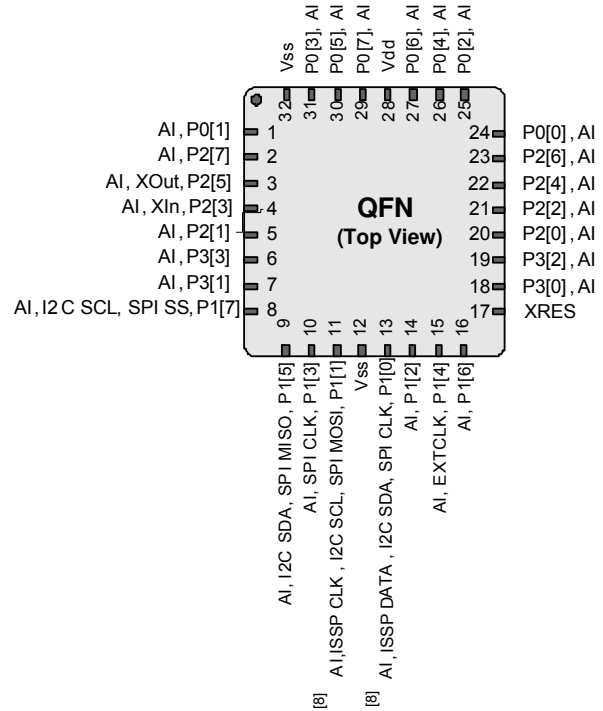 Vss
P0[3], AI
P0[5], AI
P0[7], AI
Vdd
P0[6], AI
P0[4], AI
P0[2], AI
32
31
30
29
28
27
26
25
AI, P0[1]
AI, P2[7]
AI, XOut, P2[5]
AI, XIn, P2[3]
AI, P2[1]
AI, P3[3]
AI, P3[1]
AI, I2C SCL, SPI SS, P1[7]
1
2
3
4
5
6
7
8
QFN
(Top View)
24
23
22
21
20
19
18
17
P0[0], AI
P2[6], AI
P2[4], AI
P2[2], AI
P2[0], AI
P3[2], AI
P3[0], AI
XRES
9
10
11
12
13
14
15
16
AI, I2C SDA, SPI MISO, P1[5]
AI, SPI CLK, P1[3]
[8] AI,ISSP CLK, I2C SCL, SPI MOSI, P1[1]
Vss
[8] AI, ISSP DATA, I2C SDA, SPI CLK, P1[0]
AI, P1[2]
AI, EXTCLK, P1[4]
AI, P1[6]